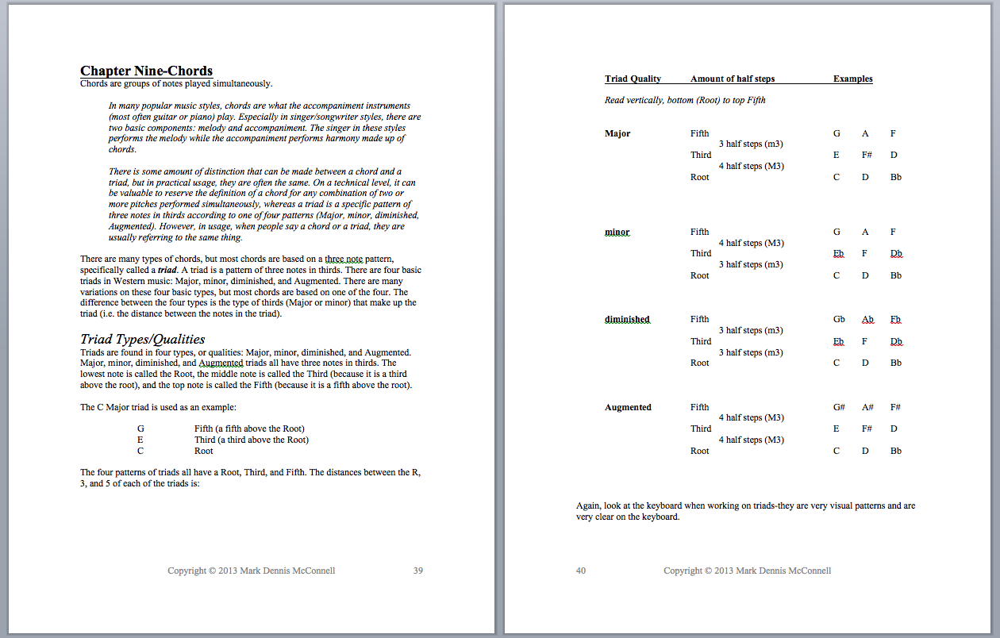 Chapter Nine-Chords
Chords are groups of notes played simultaneously.
In many popular music styles, chords are what the accompaniment instruments
(most often guitar or piano) play. Especially in singer/songwriter styles, there are
two basic components: melody and accompaniment. The singer in these styles
performs the melody while the accompaniment performs harmony made up of
chords.
There is some amount of distinction that can be made between a chord and a
triad, but in practical usage, they are often the same. On a technical level, it can
be valuable to reserve the definition of a chord for any combination of two or
more pitches performed simultaneously, whereas a triad is a specific pattern of
three notes in thirds according to one of four patterns (Major, minor, diminished,
Augmented). However, in usage, when people say a chord or a triad, they are
usually referring to the same thing.
There are many types of chords, but most chords are based on a three note pattern,
specifically called a triad. A triad is a pattern of three notes in thirds. There are four basic
triads in Western music: Major, minor, diminished, and Augmented. There are many
variations on these four basic types, but most chords are based on one of the four. The
difference between the four types is the type of thirds (Major or minor) that make up the
triad (i.e. the distance between the notes in the triad).
Triad Types/Qualities
Triads are found in four types, or qualities: Major, minor, diminished, and Augmented.
Major, minor, diminished, and Augmented triads all have three notes in thirds. The
lowest note is called the Root, the middle note is called the Third (because it is a third
above the root), and the top note is called the Fifth (because it is a fifth above the root).
The C Major triad is used as an example:
G Fifth (a fifth above the Root)
E Third (a third above the Root)
C Root
The four patterns of triads all have a Root, Third, and Fifth. The distances between the R,
3, and 5 of each of the triads is:
Copyright © 2013 Mark Dennis McConnell 39
Triad Quality Amount of half steps Examples
Read vertically, bottom (Root) to top Fifth
Major Fifth G A F
3 half steps (m3)
Third E F# D
4 half steps (M3)
Root C D Bb
minor Fifth G A F
4 half steps (M3)
Third Eb F Db
3 half steps (m3)
Root C D Bb
diminished Fifth Gb Ab Fb
3 half steps (m3)
Third Eb F Db
3 half steps (m3)
Root C D Bb
Augmented Fifth G# A# F#
4 half steps (M3)
Third E F# D
4 half steps (M3)
Root C D Bb
Again, look at the keyboard when working on triads-they are very visual patterns and are
very clear on the keyboard.
40 Copyright © 2013 Mark Dennis McConnell